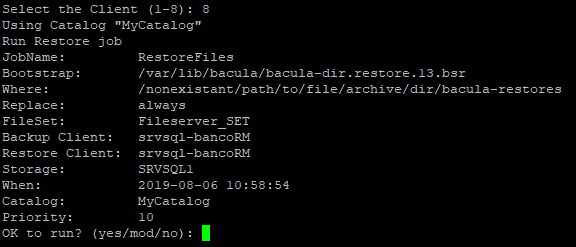 Select the Client (1-8): 8
Using Catalog "MyCatalog"
Run Restore job
JobName:         RestoreFiles
Bootstrap:       /var/lib/bacula/bacula-dir.restore.13.bsr
Where:           /nonexistant/path/to/file/archive/dir/bacula-restores
Replace:         always
FileSet:         Fileserver_SET
Backup Client:   srvsql-bancoRM
Restore Client:  srvsql-bancoRM
Storage:         SRVSQL1
When:            2019-08-06 10:58:54
Catalog:         MyCatalog
Priority:        10
OK to run? (yes/mod/no):